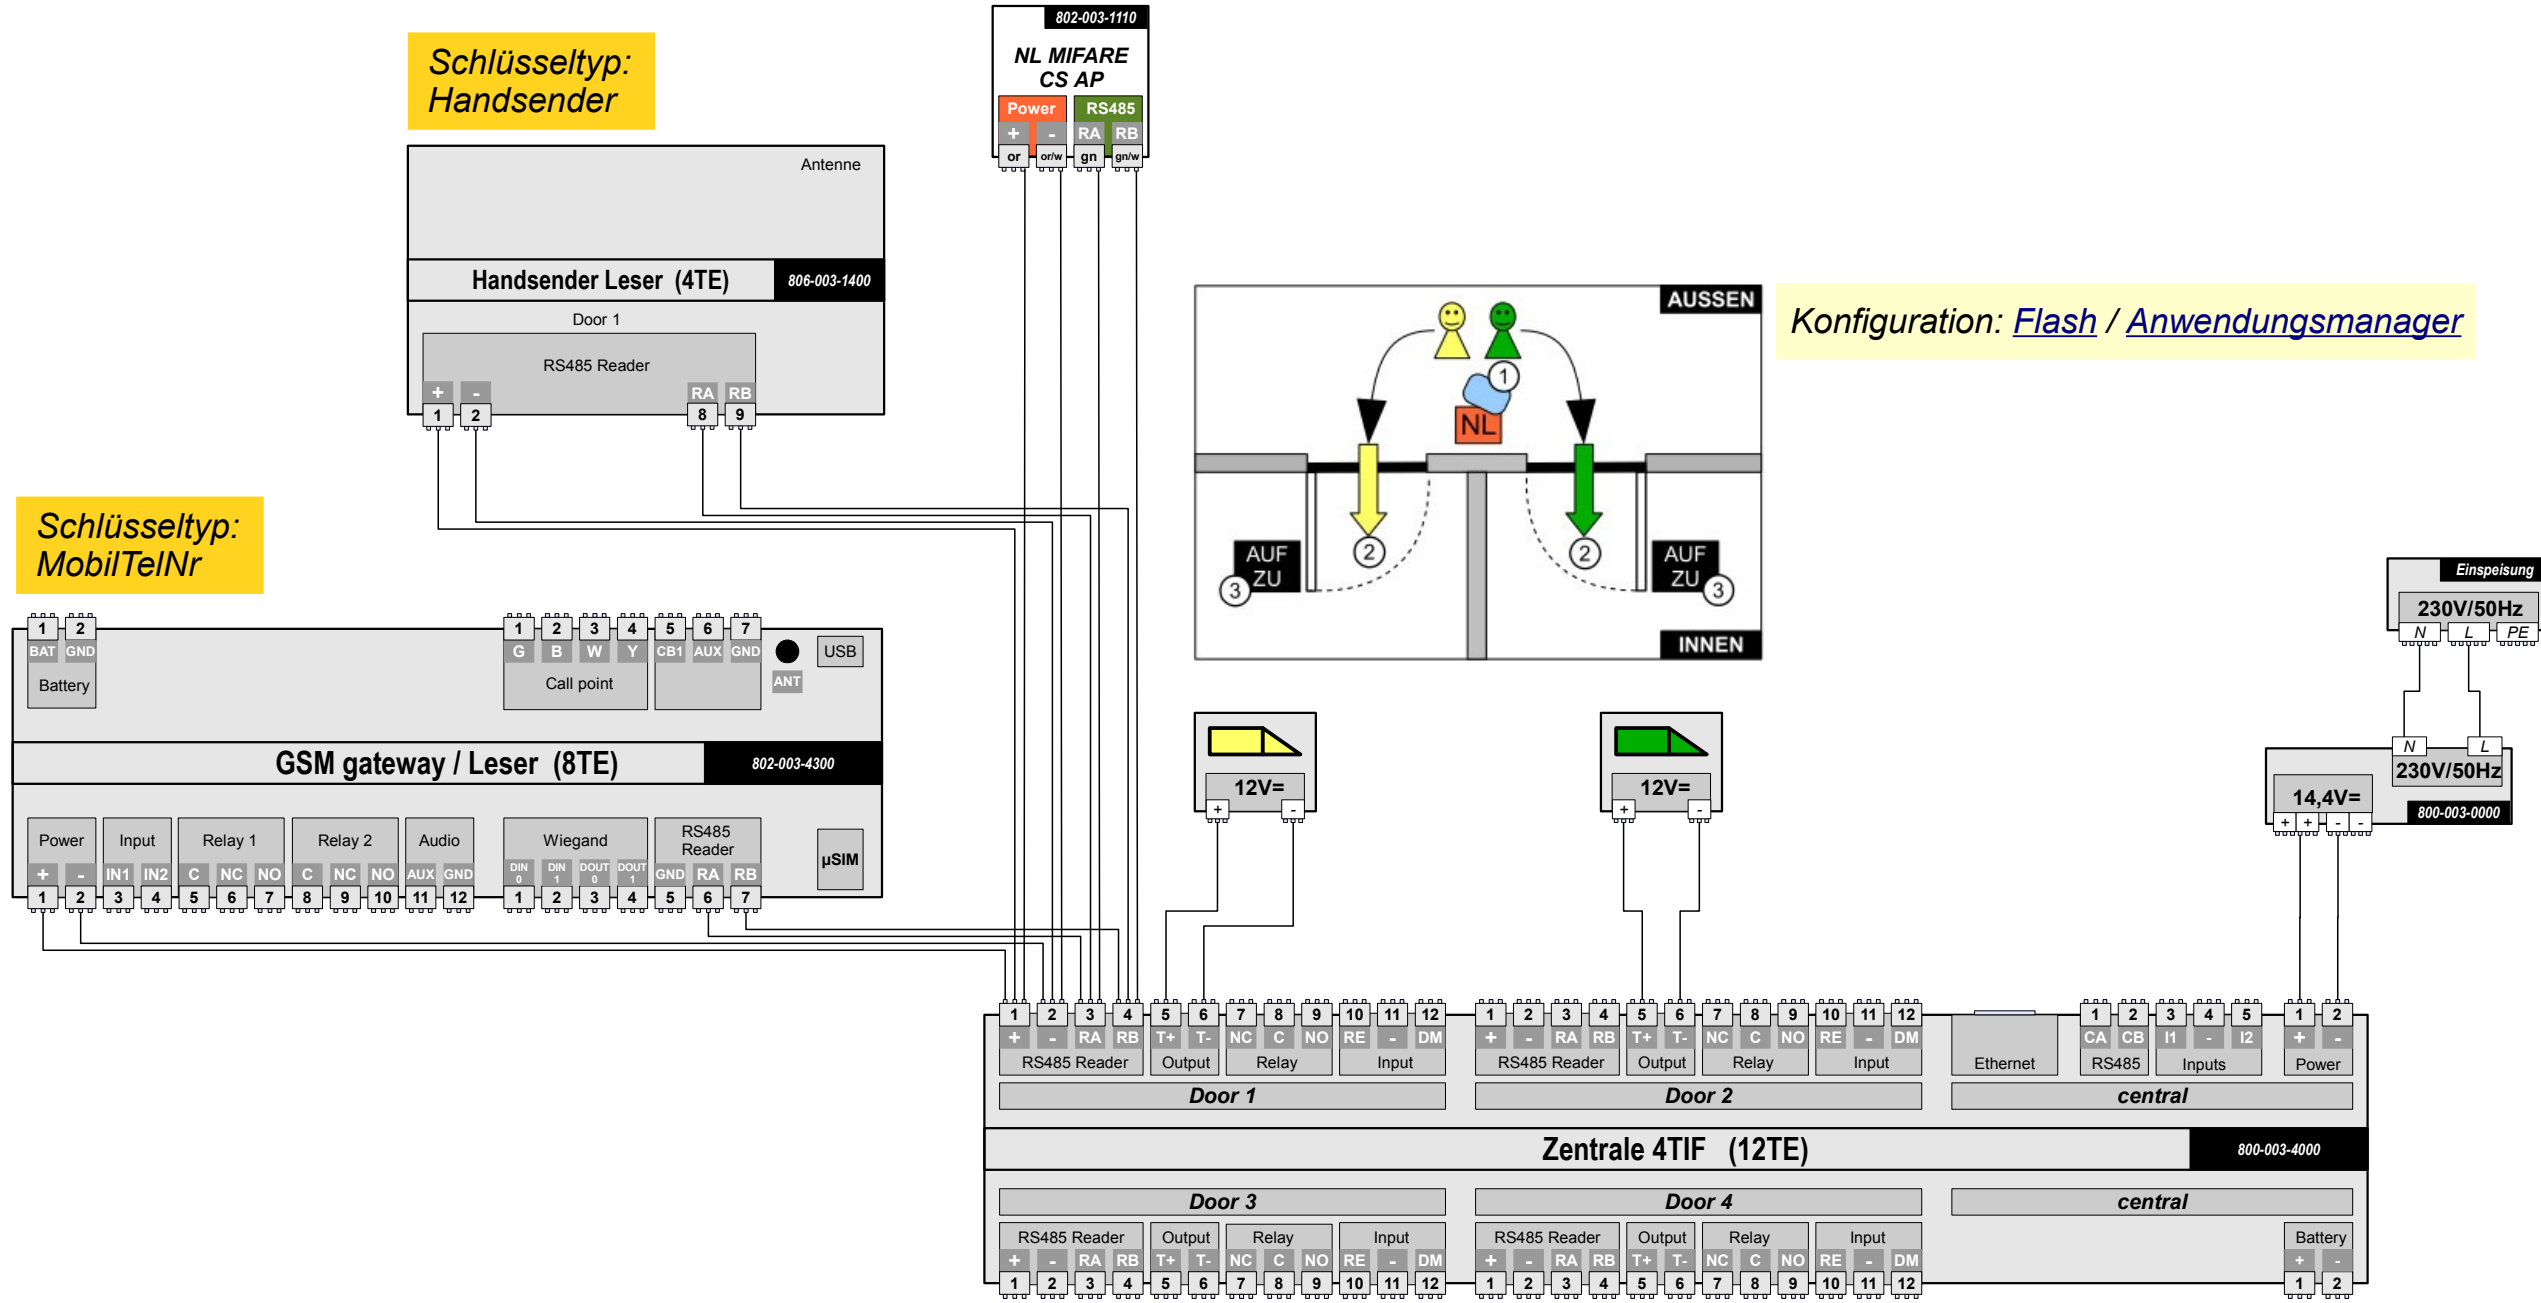 802-003-1110
NL MIFARE
CS AP
Power RS485
+ - RA RB
or or/w gn gn/w
Schlüsseltyp:
Handsender
Antenne
Handsender Leser (4TE) 806-003-1400
Door 1
RS485 Reader
+ - RA RB
1 2 8 9
AUSSEN
1
NL
2 2
AUF
ZU
3
AUF
ZU
3
INNEN
Konfiguration: Flash / Anwendungsmanager
Schlüsseltyp:
MobilTelNr
1 2 1 2 3 4 5 6 7
BAT GND G B W Y CB1 AUX GND USB
Battery Call point ANT
GSM gateway / Leser (8TE) 802-003-4300
Power Input Relay 1 Relay 2 Audio Wiegand RS485
Reader
µSIM
+ - IN1 IN2 C NC NO C NC NO AUX GND DIN 0 DIN 1 DOUT 0 DOUT 1 GND RA RB
1 2 3 4 5 6 7 8 9 10 11 12 1 2 3 4 5 6 7
12V=
+ -
12V=
+ -
Einspeisung
230V/50Hz
N L PE
N L
230V/50Hz
14,4V=
+ + - -
800-003-0000
1 2 3 4 5 6 7 8 9 10 11 12 1 2 3 4 5 6 7 8 9 10 11 12 1 2 3 4 5 1 2
+ - RA RB T+ T- NC C NO RE - DM + - RA RB T+ T- NC C NO RE - DM CA CB I1 - I2 + -
RS485 Reader Output Relay Input RS485 Reader Output Relay Input Ethernet RS485 Inputs Power
Door 1 Door 2 central
Zentrale 4TIF (12TE) 800-003-4000
Door 3 Door 4 central
RS485 Reader Output Relay Input RS485 Reader Output Relay Input Battery
+ - RA RB T+ T- NC C NO RE - DM + - RA RB T+ T- NC C NO RE - DM + -
1 2 3 4 5 6 7 8 9 10 11 12 1 2 3 4 5 6 7 8 9 10 11 12 1 2